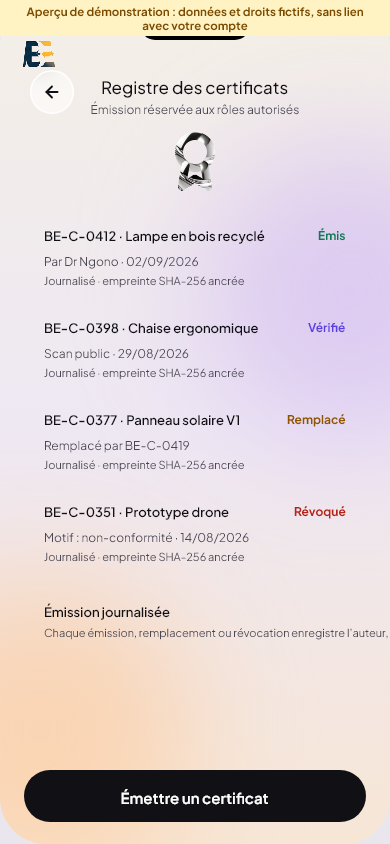 Aperçu de démonstration : données et droits fictifs, sans lien
avec votre compte
BE
Registre des certificats
Émission réservée aux rôles autorisés
BE-C-0412 · Lampe en bois recyclé
Émis
Par Dr Ngono · 02/09/2026
Journalisé · empreinte SHA-256 ancrée
BE-C-0398 · Chaise ergonomique
Vérifié
Scan public · 29/08/2026
Journalisé · empreinte SHA-256 ancrée
BE-C-0377 · Panneau solaire V1
Remplacé
Remplacé par BE-C-0419
Journalisé · empreinte SHA-256 ancrée
BE-C-0351 · Prototype drone
Révoqué
Motif : non-conformité · 14/08/2026
Journalisé · empreinte SHA-256 ancrée
Émission journalisée
Chaque émission, remplacement ou révocation enregistre l'auteur,
Émettre un certificat